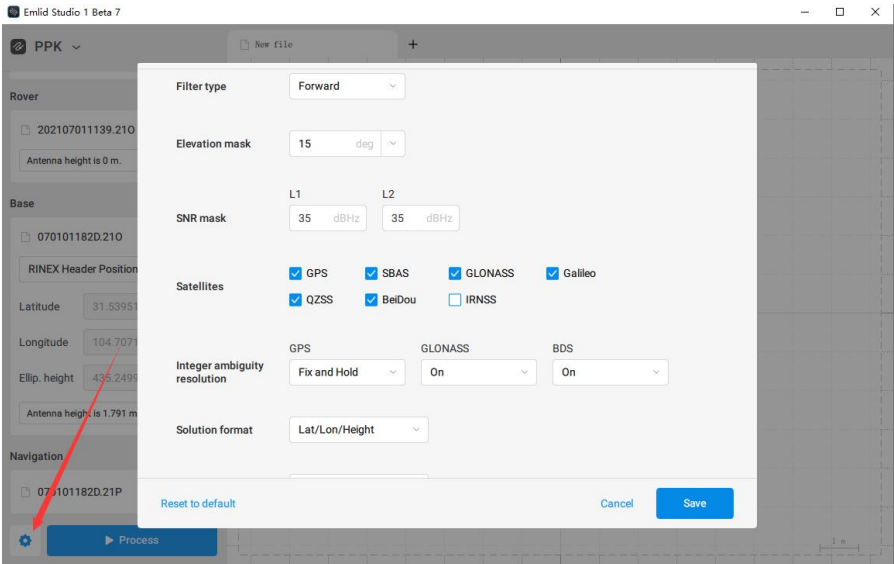 Emlid Studio 1 Beta 7
PPK
New file
Rover
202107011139.21O
Antenna height is 0 m.
Base
070101182D.21O
RINEX Header Position
Latitude 31.53951
Longitude 104.7071
Ellip. height 435.2499
Antenna height is 1.791 m
Navigation
070101182D.21P
Process
Filter type Forward
Elevation mask 15 deg
L1 L2
SNR mask 35 dBHz 35 dBHz
Satellites
GPS SBAS GLONASS Galileo
QZSS BeiDou IRNSS
GPS GLONASS BDS
Integer ambiguity
resolution
Fix and Hold On On
Solution format Lat/Lon/Height
Reset to default Cancel Save
1 m